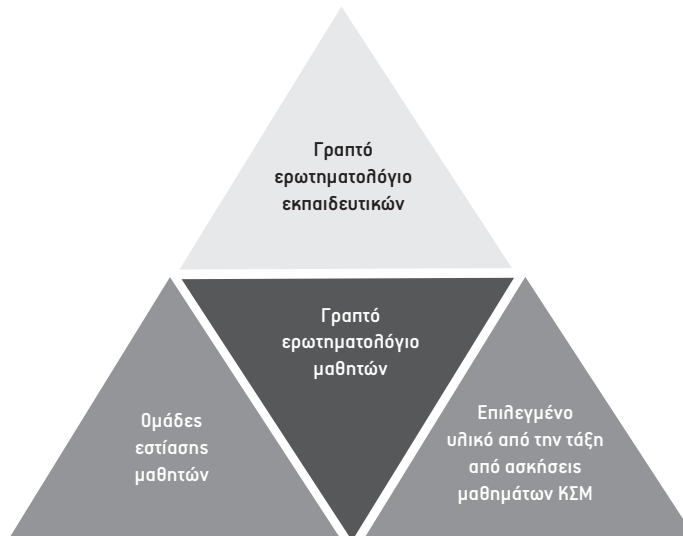 Γραπτό
ερωτηματολόγιο
εκπαιδευτικών
Γραπτό
ερωτηματολόγιο
μαθητών
Ομάδες
εστίασης
μαθητών
Επιλεγμένο
υλικό από την τάξη
από ασκήσεις
μαθημάτων ΚΣΜ